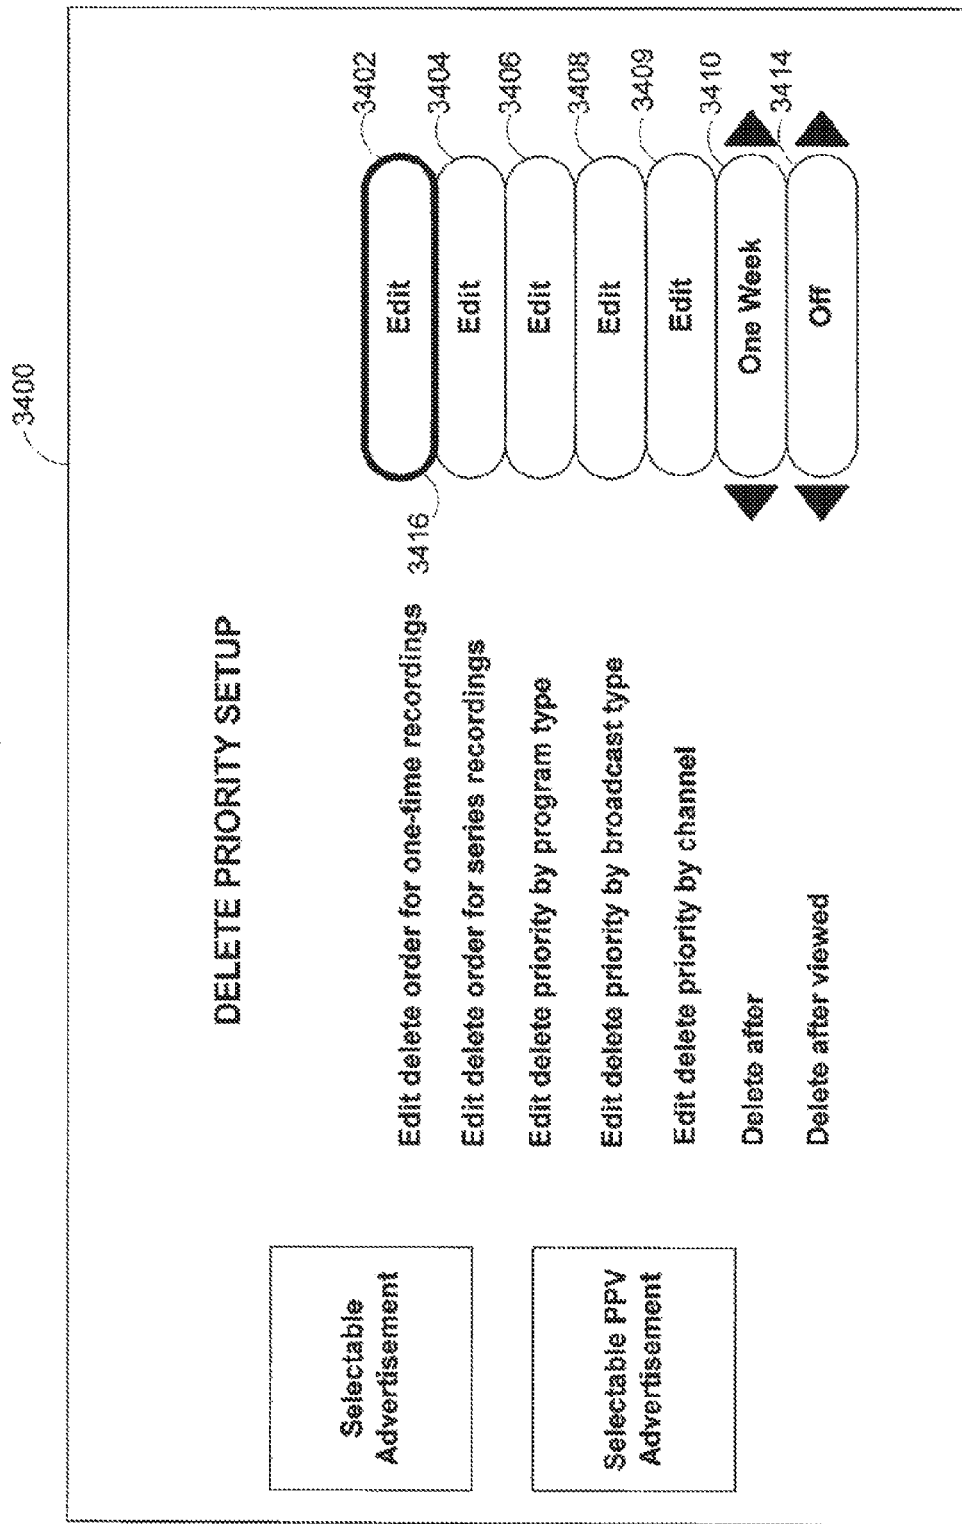 3400
DELETE PRIORITY SETUP
Selectable
Advertisement
Selectable PPV
Advertisement
Edit delete order for one-time recordings
3416
Edit
3402
Edit delete order for series recordings
Edit
3404
Edit delete priority by program type
Edit
3406
Edit delete priority by broadcast type
Edit
3408
Edit delete priority by channel
Edit
3409
Delete after
One Week
3410
Delete after viewed
Off
3414